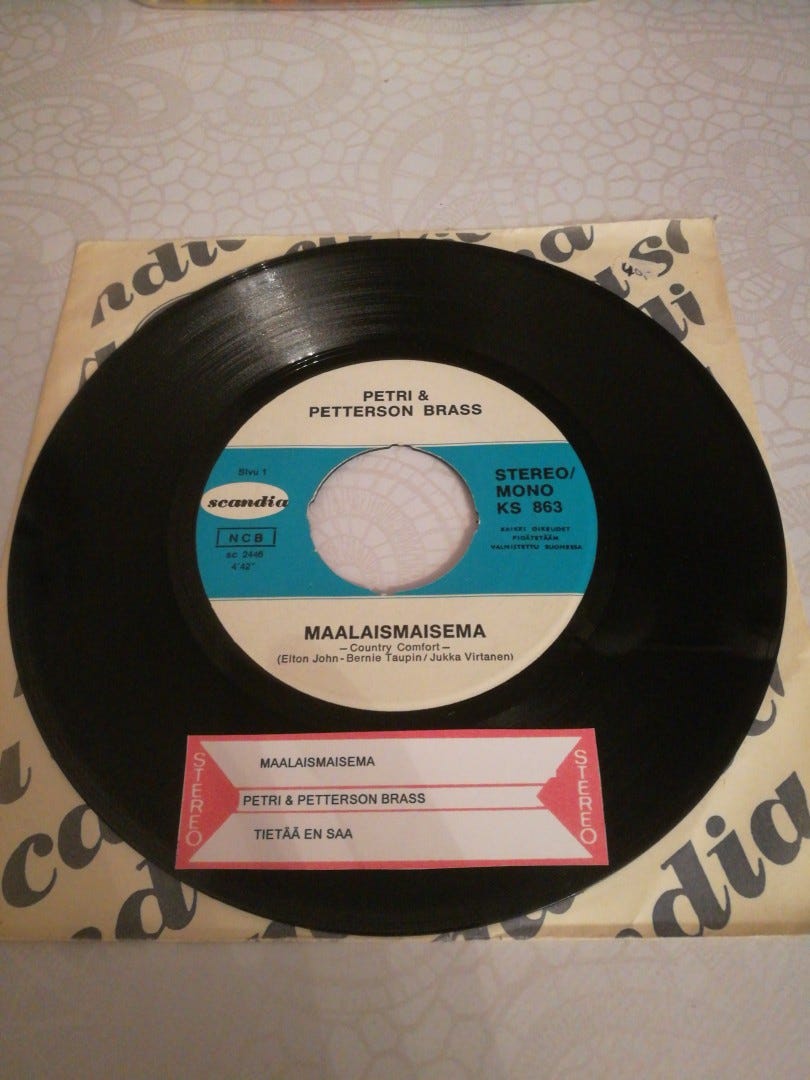 PETRI &
PETTERSON BRASS
Sivu 1
scandia
NCB
sc 2446
4'42"
STEREO/
MONO
KS 863
KAIKKI OIKEUDET
PIDÄTETÄÄN
VALMISTETTU SUOMESSA
MAALAISMAISEMA
—Country Comfort—
(Elton John-Bernie Taupin/Jukka Virtanen)
STEREO
MAALAISMAISEMA
PETRI & PETTERSON BRASS
TIETÄÄ EN SAA
STEREO